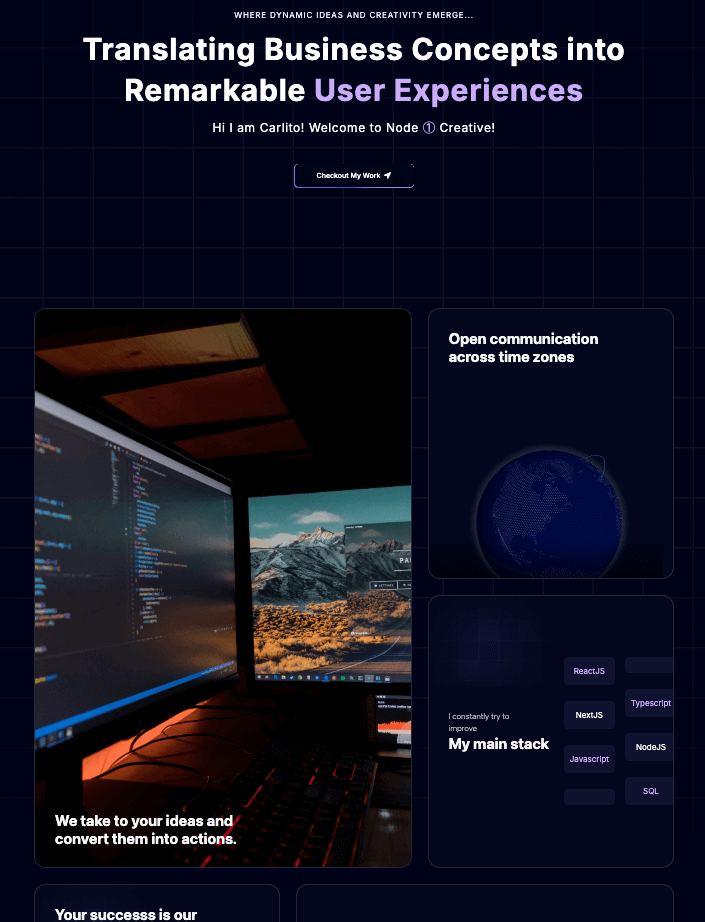 WHERE DYNAMIC IDEAS AND CREATIVITY EMERGE...
Translating Business Concepts into
Remarkable User Experiences
Hi I am Carlito! Welcome to Node ① Creative!
Checkout My Work
Open communication
across time zones
We take to your ideas and
convert them into actions.
I constantly try to
improve
My main stack
ReactJS
NextJS
Javascript
Typescript
NodeJS
SQL
Your successs is our